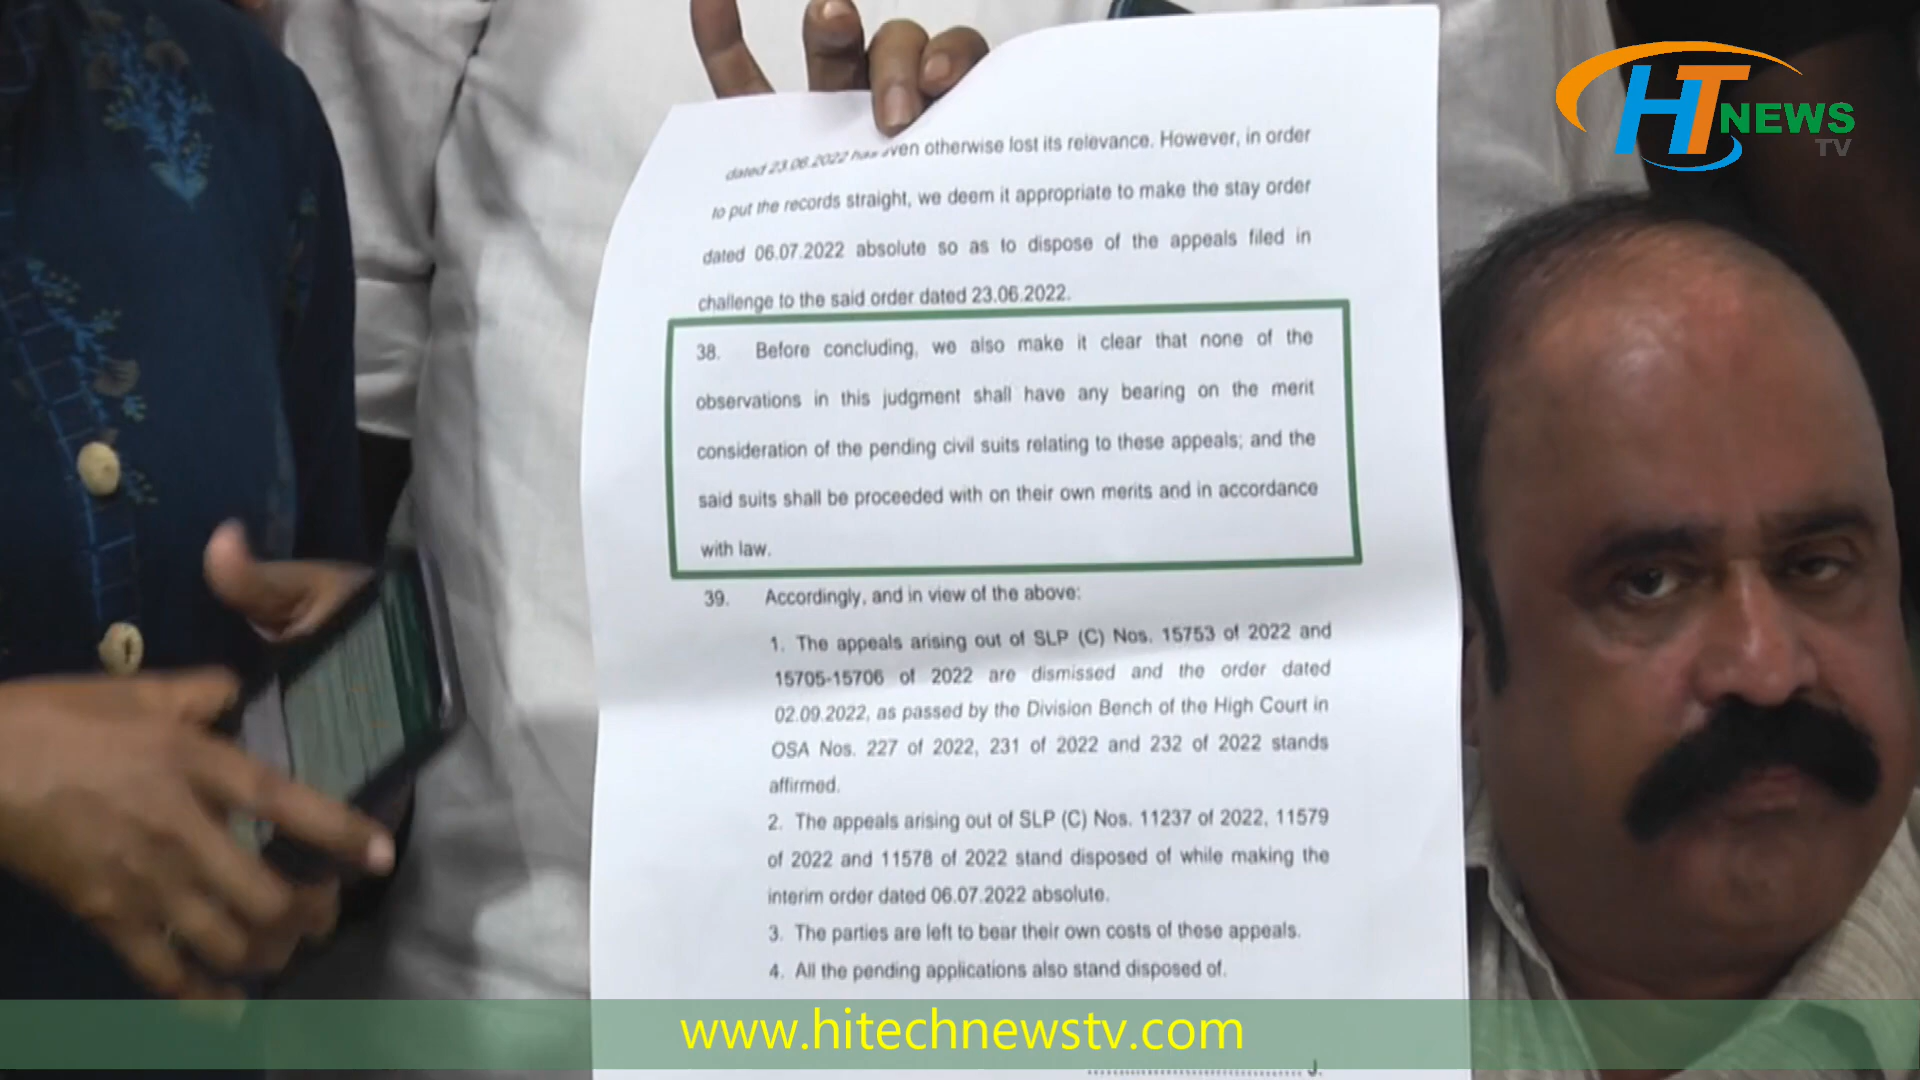 HT NEWS
TV
dated 23.06.2022 has even otherwise lost its relevance. However, in order
to put the records straight, we deem it appropriate to make the stay order
dated 06.07.2022 absolute so as to dispose of the appeals filed in
challenge to the said order dated 23.06.2022.
38. Before concluding, we also make it clear that none of the
observations in this judgment shall have any bearing on the merit
consideration of the pending civil suits relating to these appeals; and the
said suits shall be proceeded with on their own merits and in accordance
with law.
39. Accordingly, and in view of the above:
1. The appeals arising out of SLP (C) Nos. 15753 of 2022 and
15705-15706 of 2022 are dismissed and the order dated
02.09.2022, as passed by the Division Bench of the High Court in
OSA Nos. 227 of 2022, 231 of 2022 and 232 of 2022 stands
affirmed.
2. The appeals arising out of SLP (C) Nos. 11237 of 2022, 11579
of 2022 and 11578 of 2022 stand disposed of while making the
interim order dated 06.07.2022 absolute.
3. The parties are left to bear their own costs of these appeals.
4. All the pending applications also stand disposed of.
www.hitechnewstv.com
..............................J.